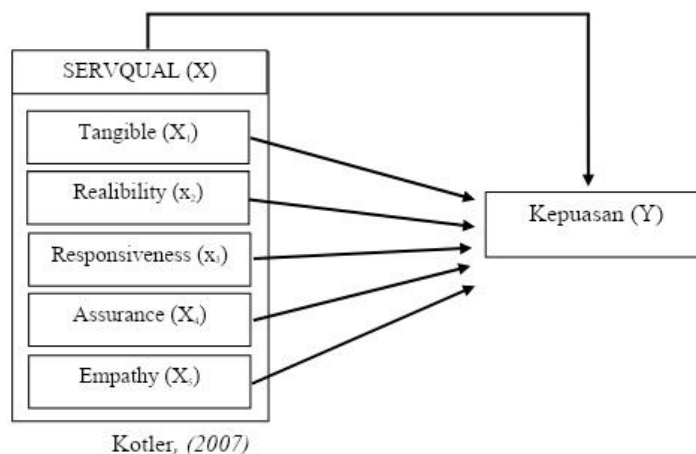 SERVQUAL (X)
Tangible (X₁)
Realibility (x₂)
Responsiveness (x₃)
Assurance (X₄)
Empathy (X₅)
Kepuasan (Y)
Kotler, (2007)